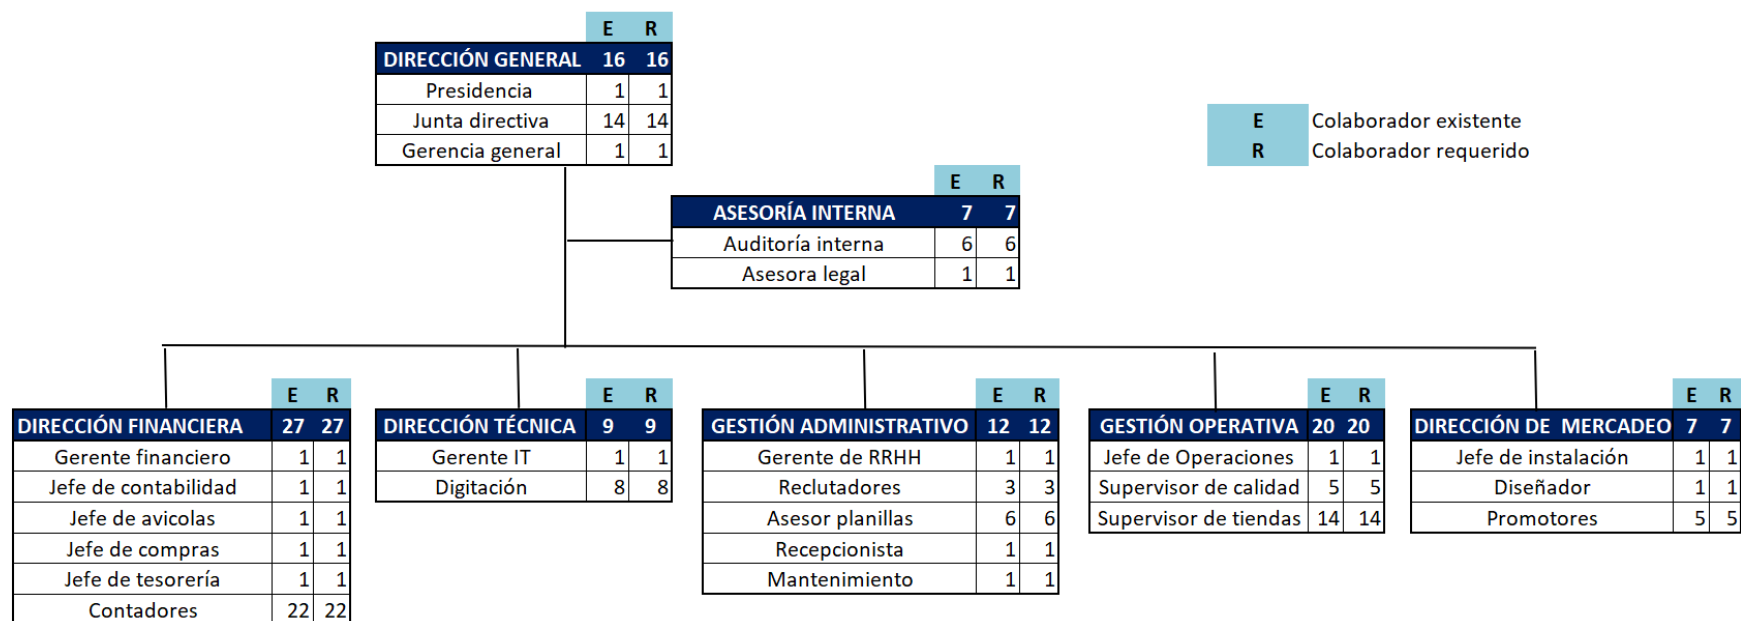 E R
DIRECCIÓN GENERAL 16 16
Presidencia 1 1
Junta directiva 14 14
Gerencia general 1 1
E Colaborador existente
R Colaborador requerido
E R
ASESORÍA INTERNA 7 7
Auditoría interna 6 6
Asesora legal 1 1
E R
DIRECCIÓN FINANCIERA 27 27
Gerente financiero 1 1
Jefe de contabilidad 1 1
Jefe de avicolas 1 1
Jefe de compras 1 1
Jefe de tesorería 1 1
Contadores 22 22
E R
DIRECCIÓN TÉCNICA 9 9
Gerente IT 1 1
Digitación 8 8
E R
GESTIÓN ADMINISTRATIVO 12 12
Gerente de RRHH 1 1
Reclutadores 3 3
Asesor planillas 6 6
Recepcionista 1 1
Mantenimiento 1 1
E R
GESTIÓN OPERATIVA 20 20
Jefe de Operaciones 1 1
Supervisor de calidad 5 5
Supervisor de tiendas 14 14
E R
DIRECCIÓN DE MERCADEO 7 7
Jefe de instalación 1 1
Diseñador 1 1
Promotores 5 5